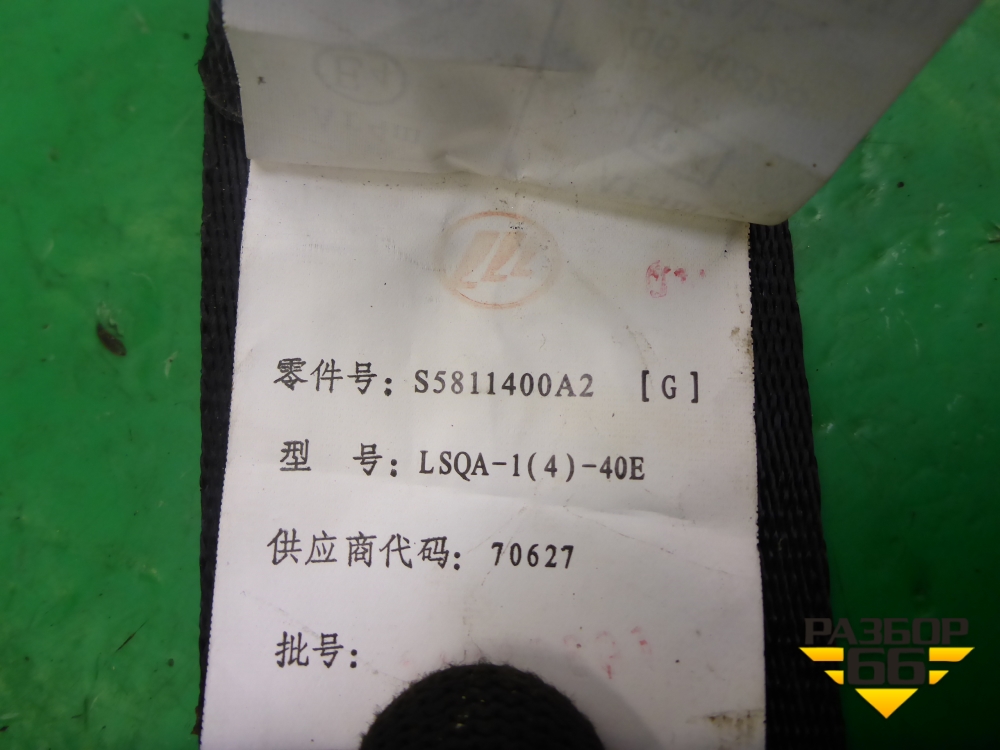 零件号: S5811400A2 [G]
型 号: LSQA-1(4)-40E
供应商代码: 70627
批号:
РАЗБОР
66